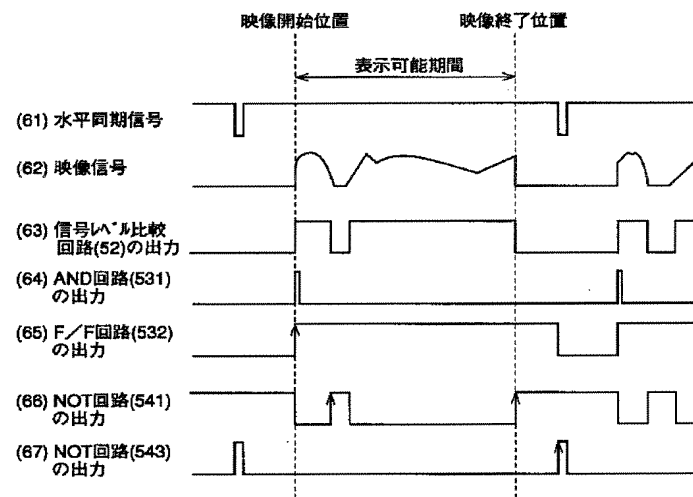 映像開始位置
映像終了位置
表示可能期間
(61) 水平同期信号
(62) 映像信号
(63) 信号レベル比較
回路(52)の出力
(64) AND回路(531)
の出力
(65) F/F回路(532)
の出力
(66) NOT回路(541)
の出力
(67) NOT回路(543)
の出力